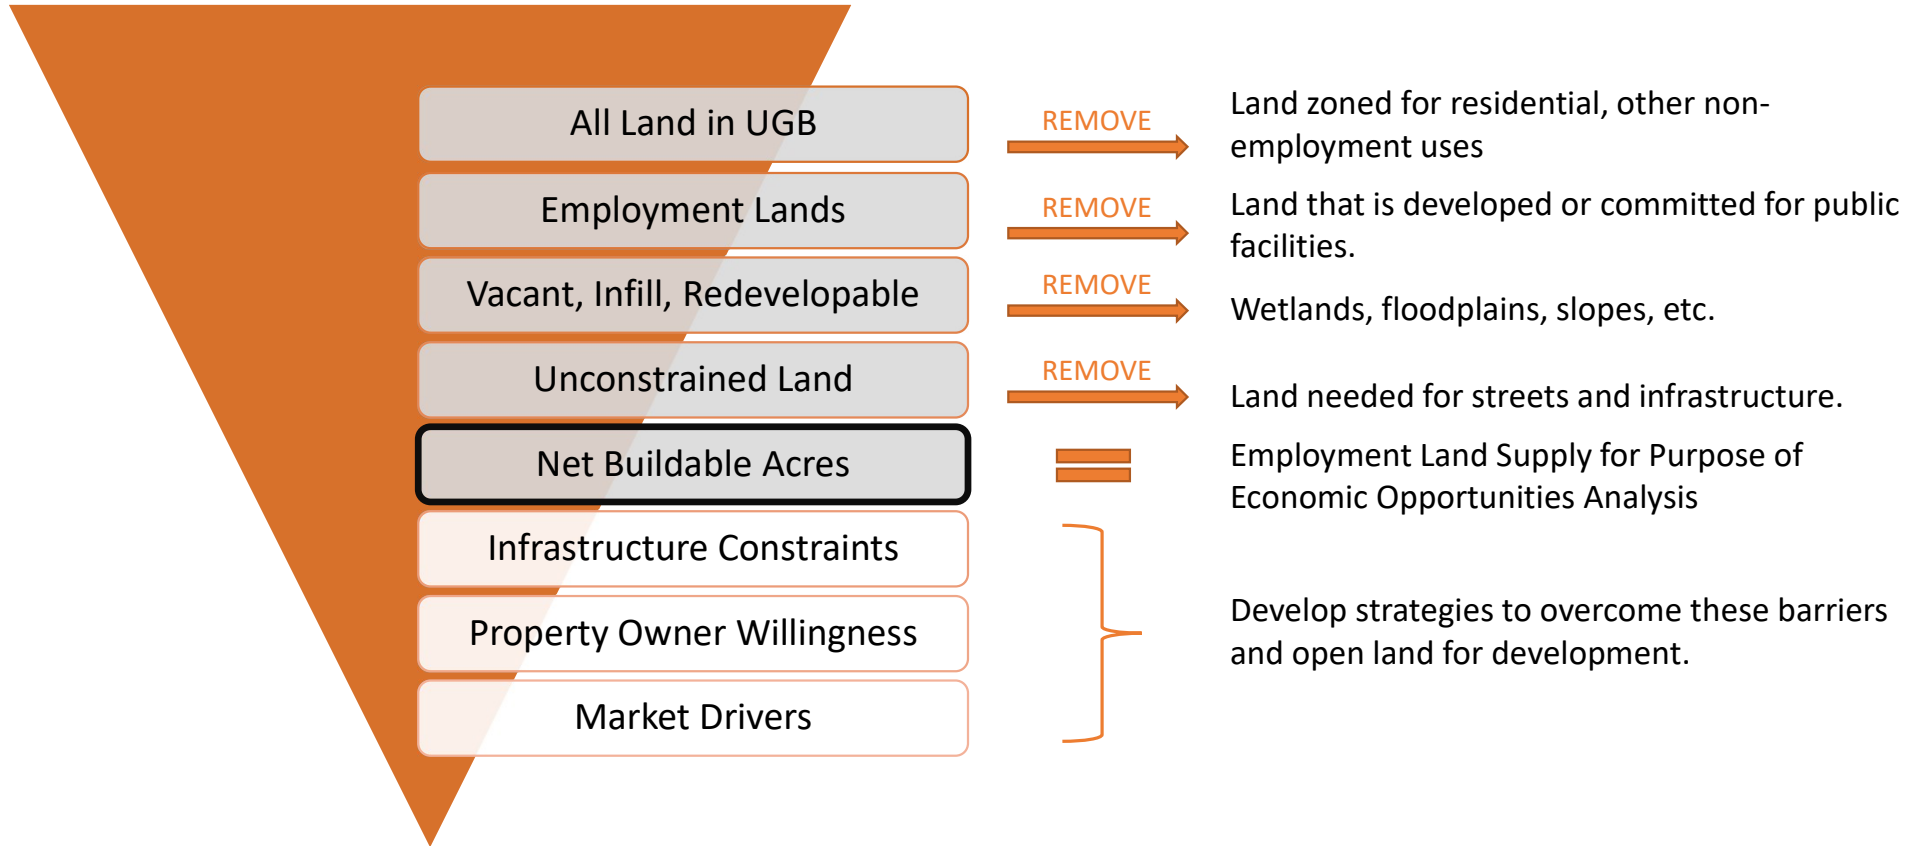 All Land in UGB
REMOVE
Land zoned for residential, other non-
employment uses
Employment Lands
REMOVE
Land that is developed or committed for public
facilities.
Vacant, Infill, Redevelopable
REMOVE
Wetlands, floodplains, slopes, etc.
Unconstrained Land
REMOVE
Land needed for streets and infrastructure.
Net Buildable Acres
Employment Land Supply for Purpose of
Economic Opportunities Analysis
Infrastructure Constraints
Property Owner Willingness
Market Drivers
Develop strategies to overcome these barriers
and open land for development.